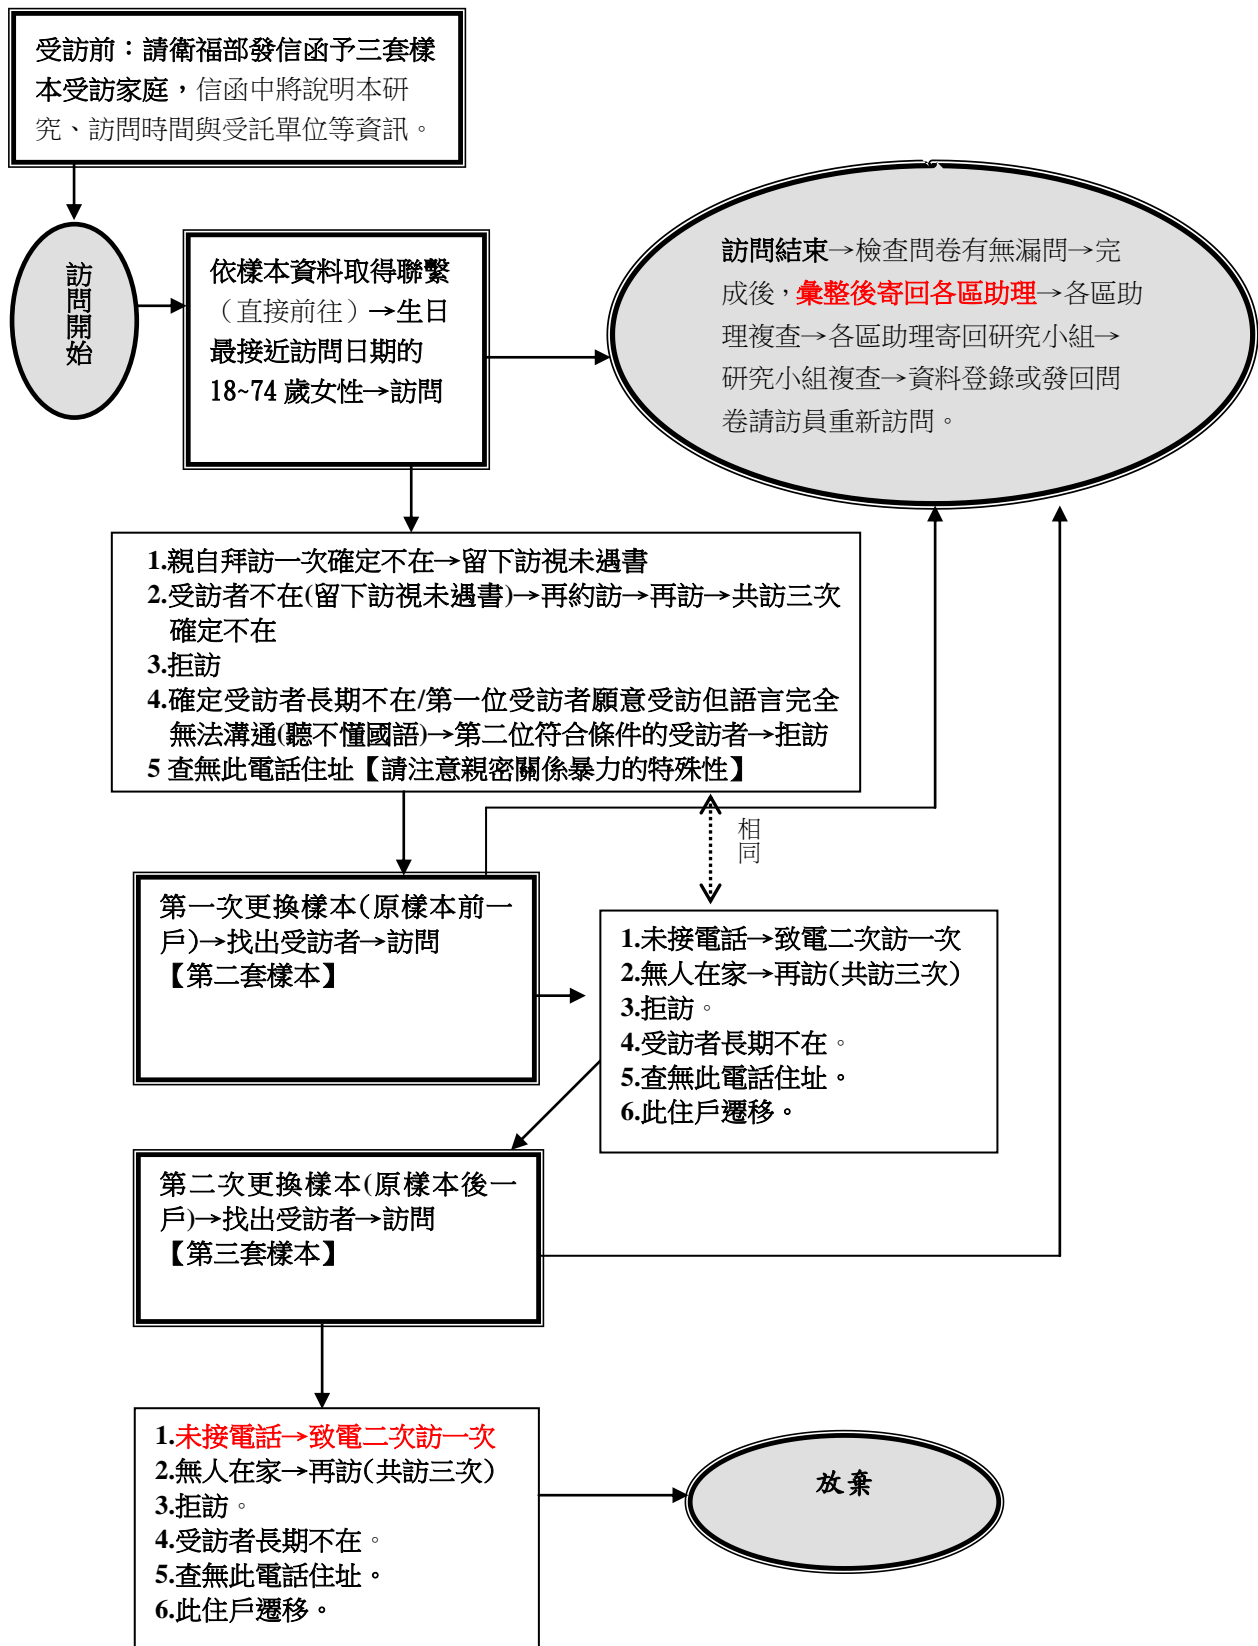 受訪前：請衛福部發信函予三套樣
本受訪家庭，信函中將說明本研
究、訪問時間與受託單位等資訊。
訪問開始
依樣本資料取得聯繫
（直接前往）→生日
最接近訪問日期的
18~74 歲女性→訪問
訪問結束→檢查問卷有無漏問→完
成後，彙整後寄回各區助理→各區助
理複查→各區助理寄回研究小組→
研究小組複查→資料登錄或發回問
卷請訪員重新訪問。
1.親自拜訪一次確定不在→留下訪視未遇書
2.受訪者不在(留下訪視未遇書)→再約訪→再訪→共訪三次
確定不在
3.拒訪
4.確定受訪者長期不在/第一位受訪者願意受訪但語言完全
無法溝通(聽不懂國語)→第二位符合條件的受訪者→拒訪
5 查無此電話住址【請注意親密關係暴力的特殊性】
相同
第一次更換樣本(原樣本前一
戶)→找出受訪者→訪問
【第二套樣本】
1.未接電話→致電二次訪一次
2.無人在家→再訪(共訪三次)
3.拒訪。
4.受訪者長期不在。
5.查無此電話住址。
6.此住戶遷移。
第二次更換樣本(原樣本後一
戶)→找出受訪者→訪問
【第三套樣本】
1.未接電話→致電二次訪一次
2.無人在家→再訪(共訪三次)
3.拒訪。
4.受訪者長期不在。
5.查無此電話住址。
6.此住戶遷移。
放棄